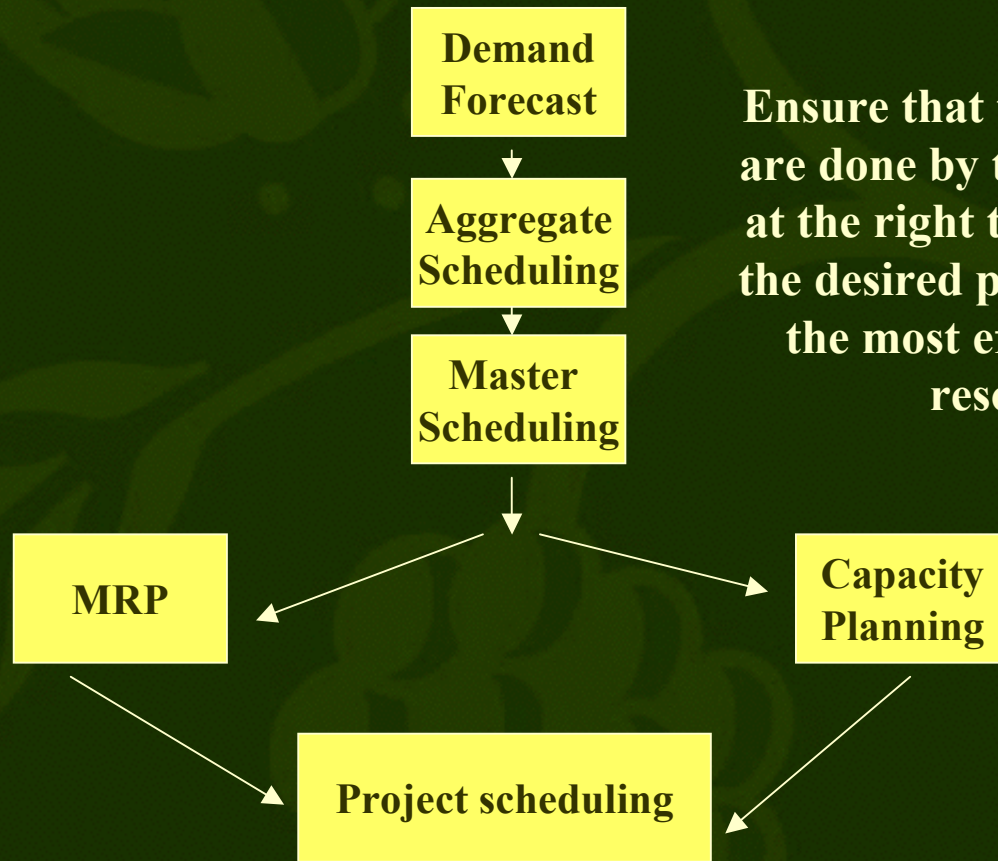 Demand
Forecast
Ensure that
are done by
at the right
the desired
the most
Aggregate
Scheduling
Master
Scheduling
MRP
Capacity
Planning
Project scheduling